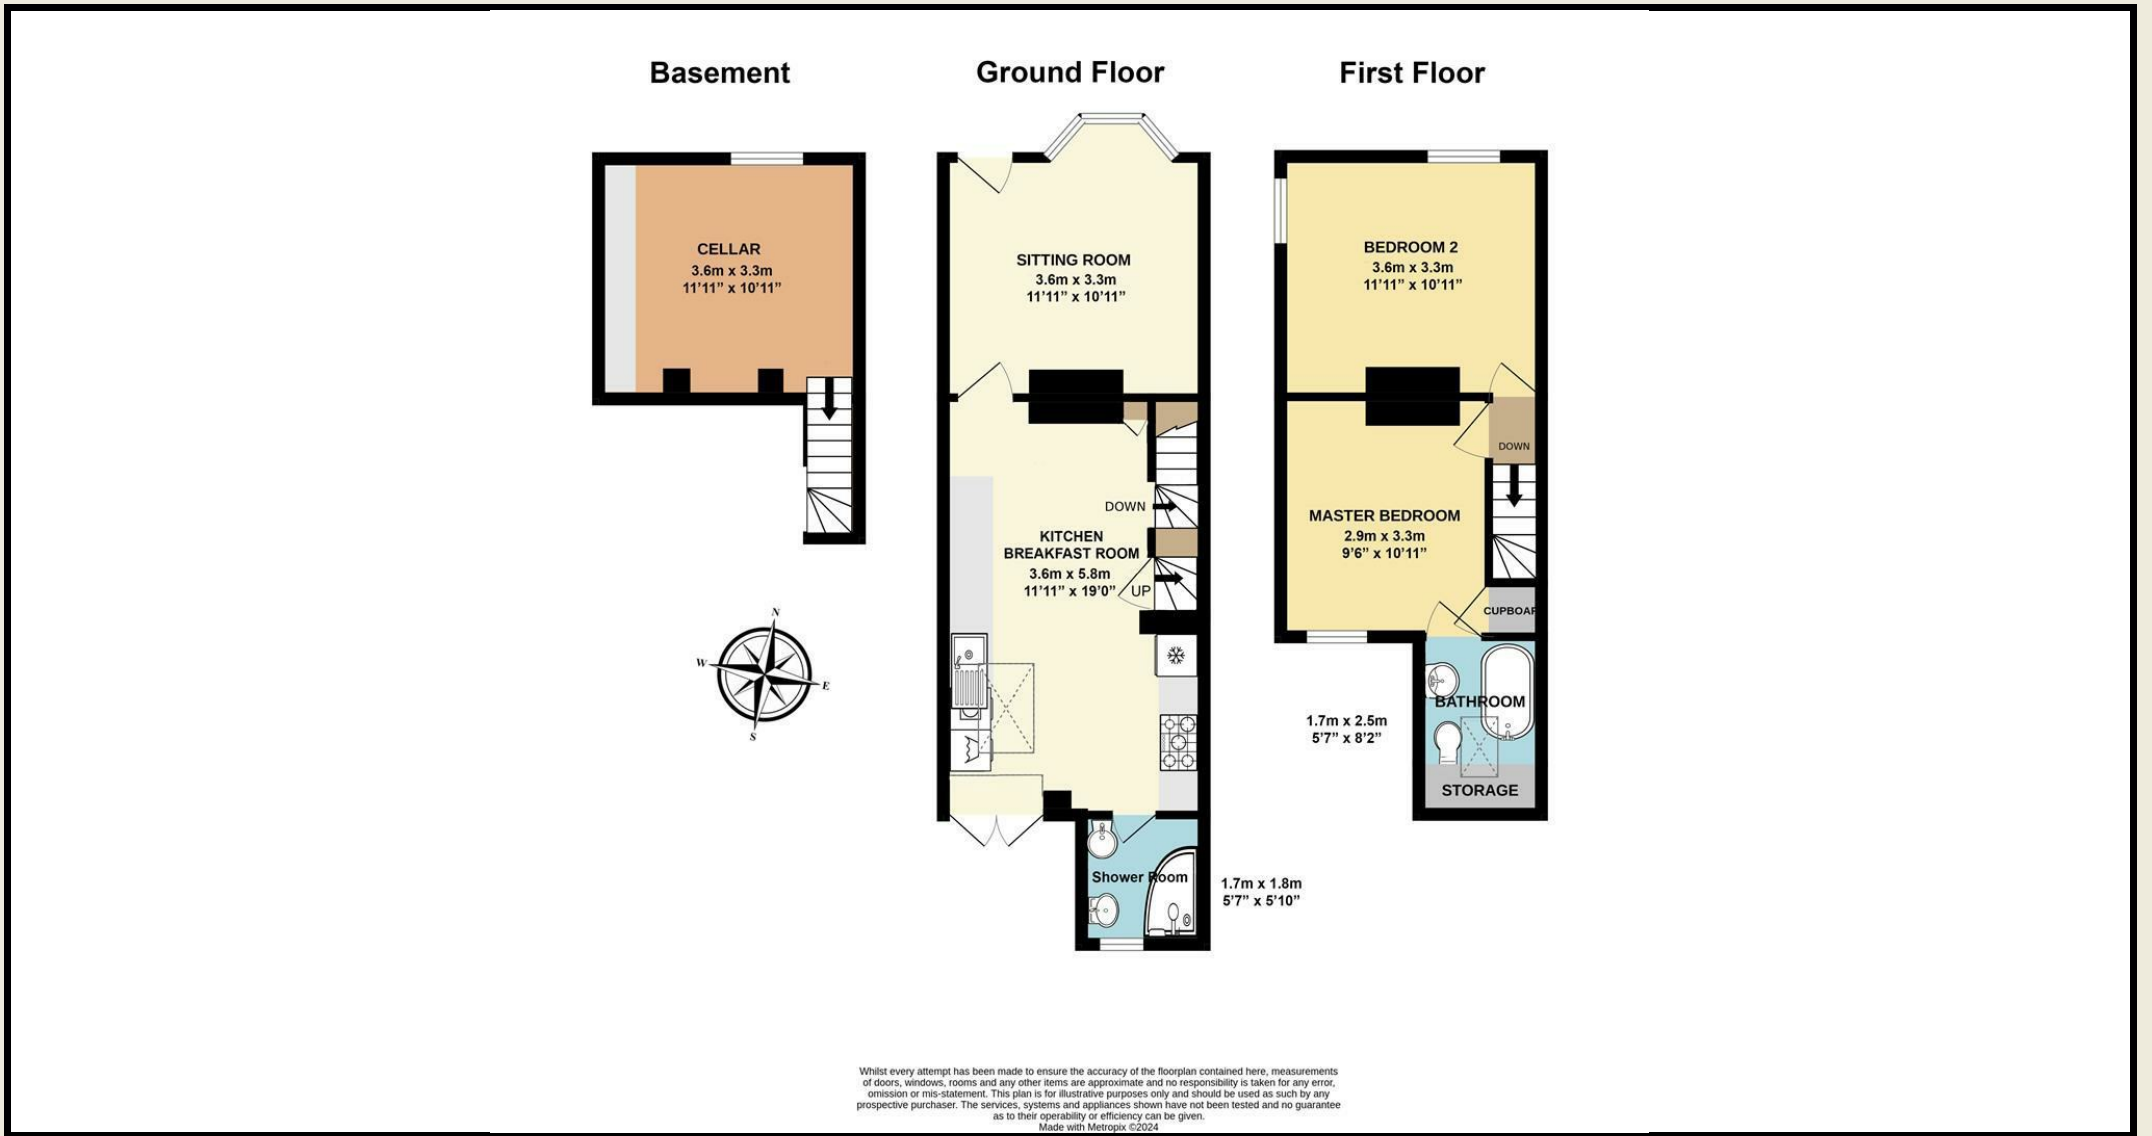 Basement
Ground Floor
First Floor
CELLAR
3.6m x 3.3m
11’11” x 10’11”
SITTING ROOM
3.6m x 3.3m
11’11” x 10’11”
BEDROOM 2
3.6m x 3.3m
11’11” x 10’11”
DOWN
KITCHEN
BREAKFAST ROOM
3.6m x 5.8m
11’11” x 19’0”
UP
DOWN
MASTER BEDROOM
2.9m x 3.3m
9’6” x 10’11”
CUPBOAR
N
W
E
S
BATHROOM
1.7m x 2.5m
5’7” x 8’2”
STORAGE
Shower Room
1.7m x 1.8m
5’7” x 5’10”
Whilst every attempt has been made to ensure the accuracy of the floorplan contained here, measurements
of doors, windows, rooms and any other items are approximate and no responsibility is taken for any error,
omission or mis-statement. This plan is for illustrative purposes only and should be used as such by any
prospective purchaser. The services, systems and appliances shown have not been tested and no guarantee
as to their operability or efficiency can be given.
Made with Metropix ©2024